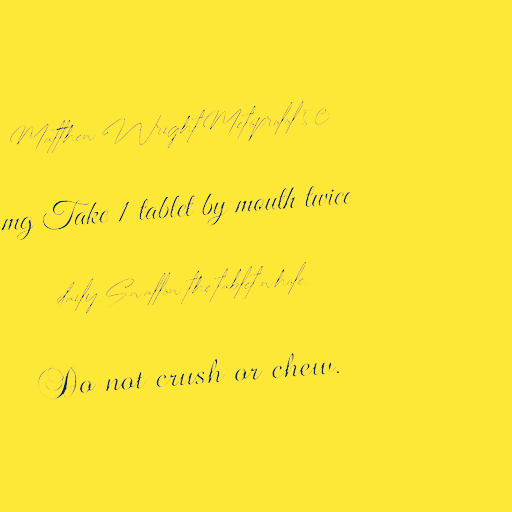 Matthew Wright Metoprolol 50
mg Take 1 tablet by mouth twice
daily Swallow the tablet whole
Do not crush or chew.